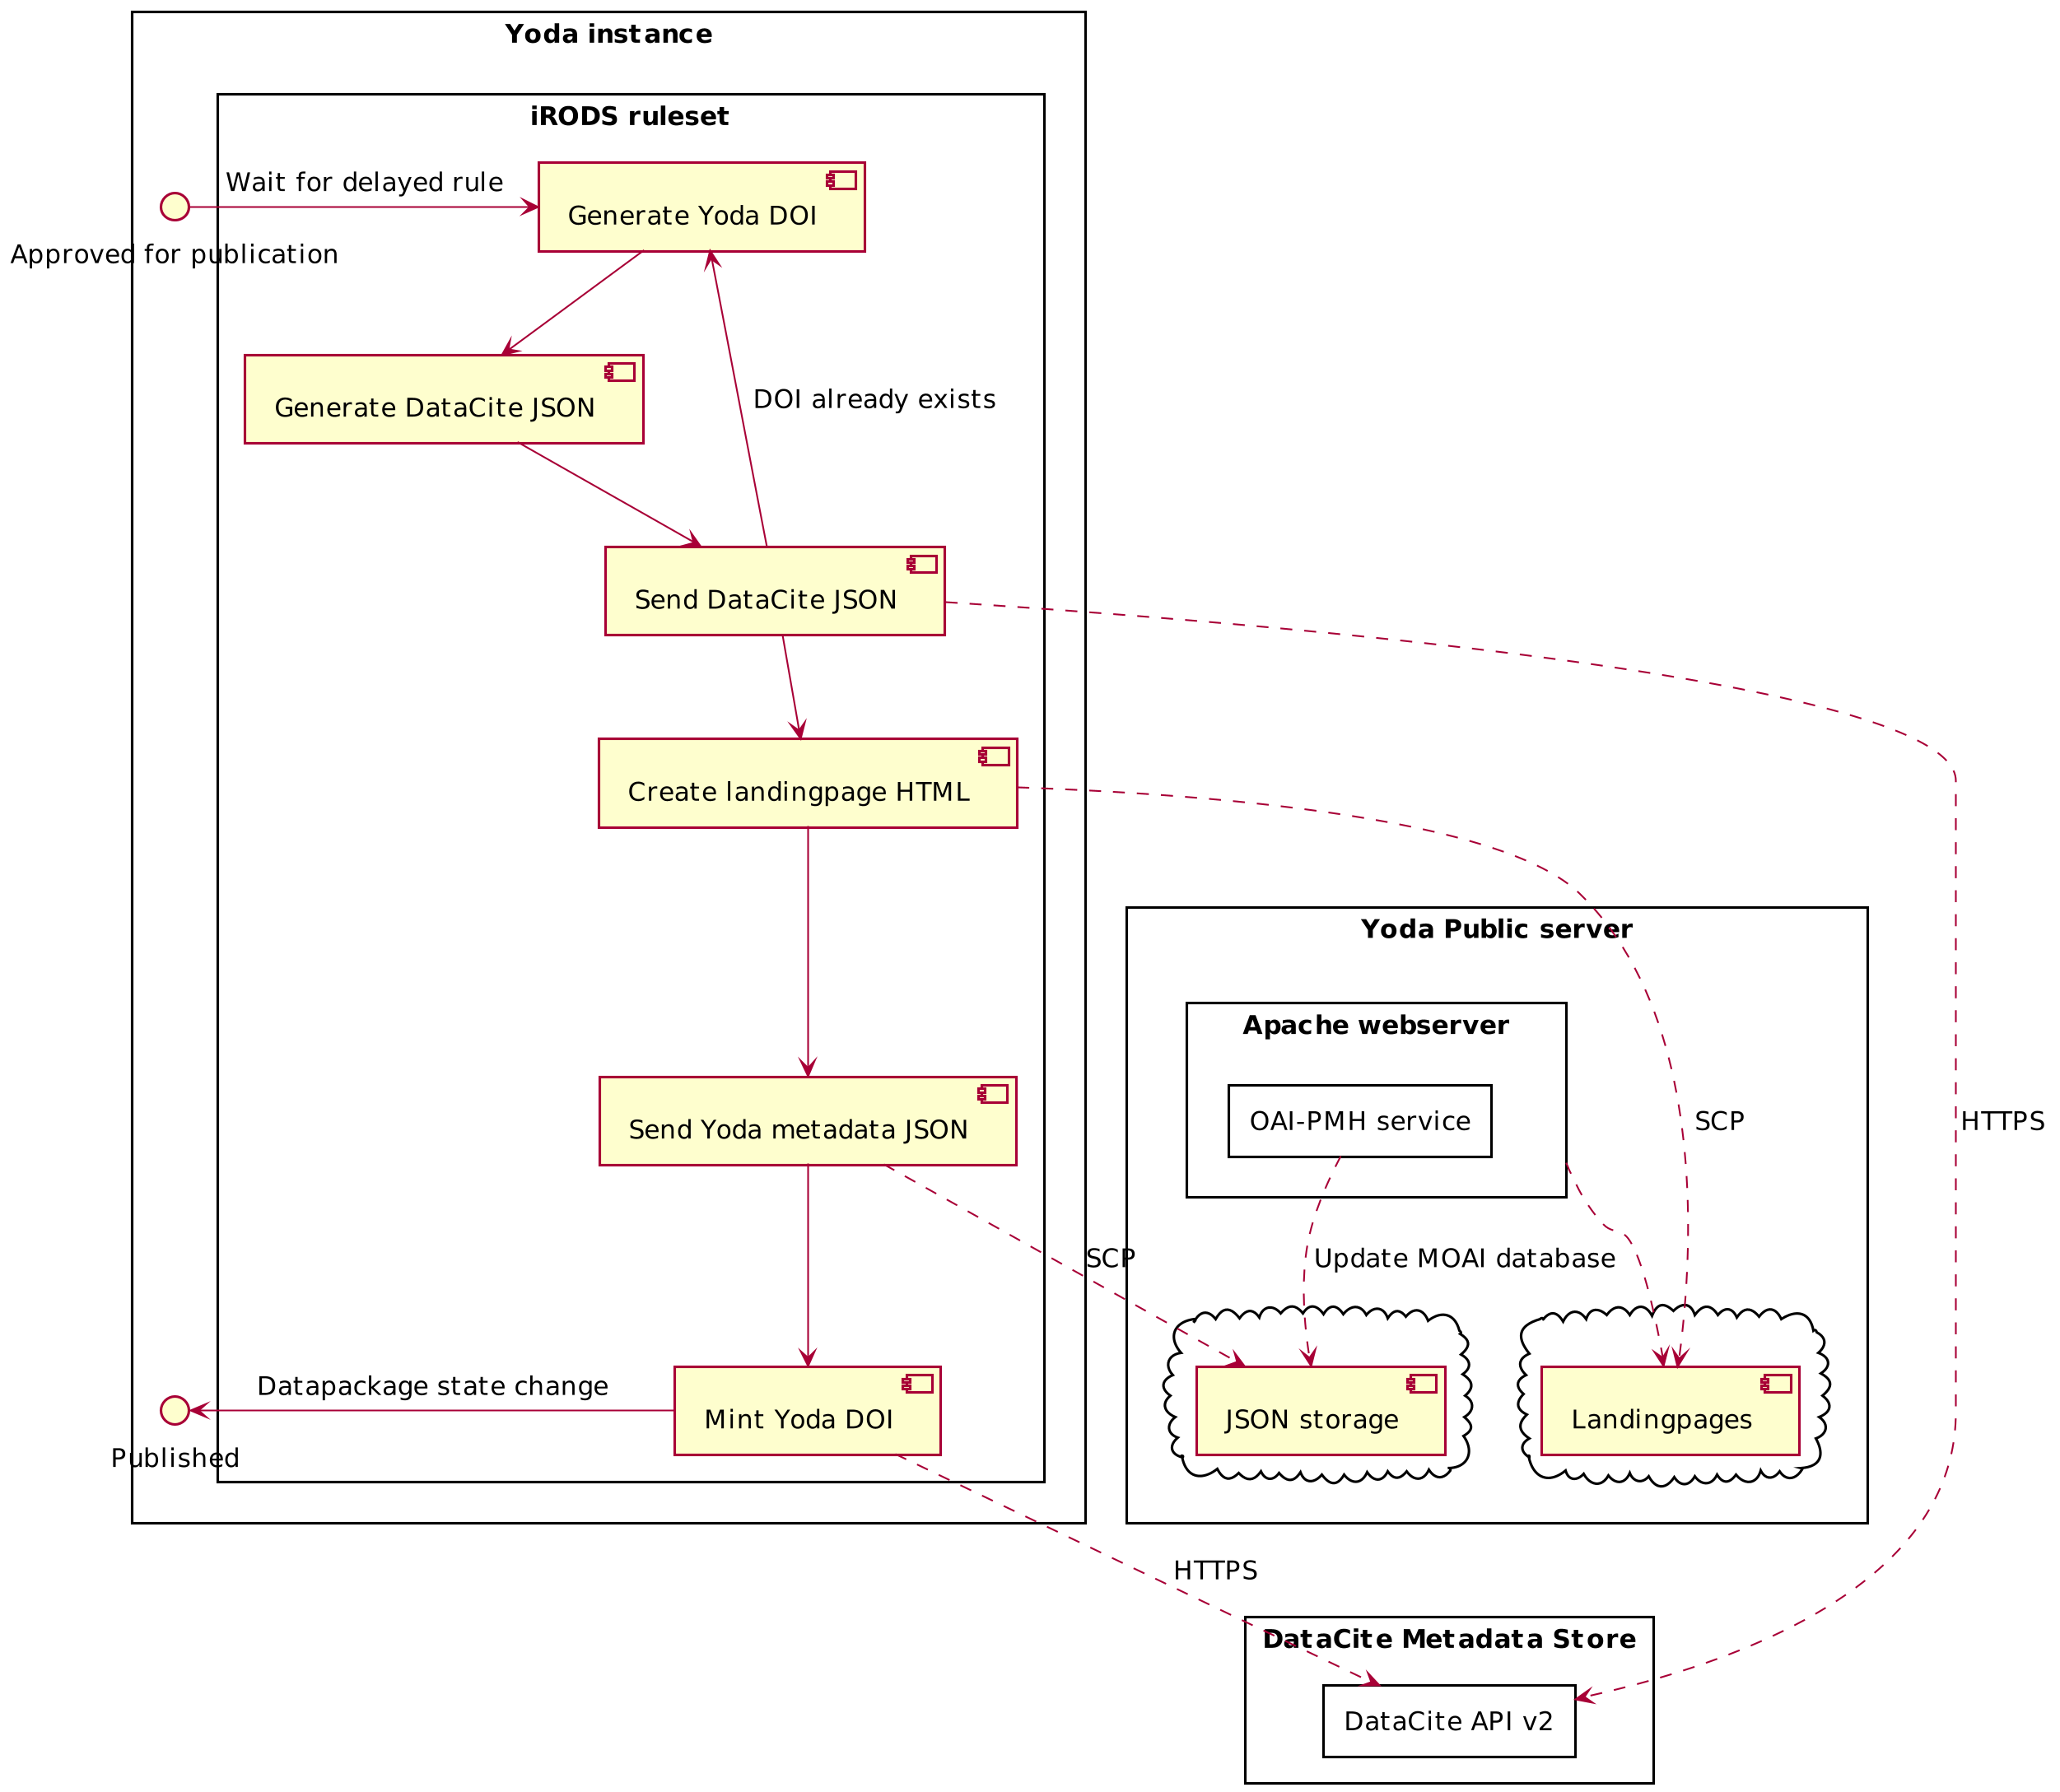 Yoda instance
iRODS ruleset
Wait for delayed rule
Generate Yoda DOI
Approved for publication
DOI already exists
Generate DataCite JSON
Send DataCite JSON
Create landingpage HTML
Yoda Public server
Apache webserver
OAI-PMH service
SCP
HTTPS
Send Yoda metadata JSON
SCP
Update MOAI database
Datapackage state change
Mint Yoda DOI
JSON storage
Landingpages
Published
HTTPS
DataCite Metadata Store
DataCite API v2